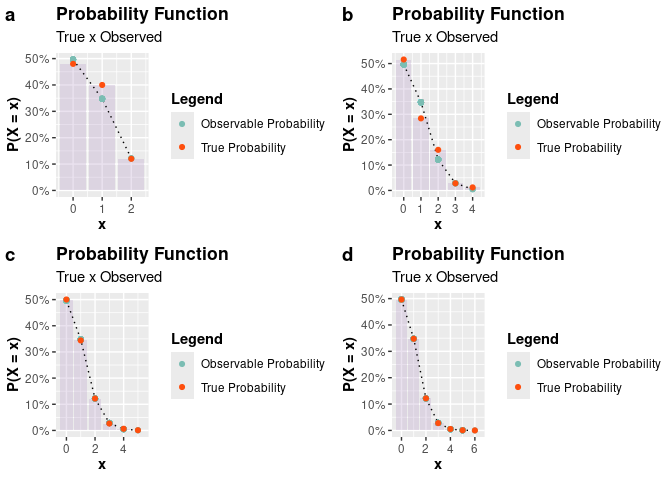 a
Probability Function
True x Observed
50%
40%
30%
20%
10%
0%
P(X = x)
0 1 2
x
Legend
Observable Probability
True Probability
b
Probability Function
True x Observed
50%
40%
30%
20%
10%
0%
P(X = x)
0 1 2 3 4
x
Legend
Observable Probability
True Probability
c
Probability Function
True x Observed
50%
40%
30%
20%
10%
0%
P(X = x)
0 2 4
x
Legend
Observable Probability
True Probability
d
Probability Function
True x Observed
50%
40%
30%
20%
10%
0%
P(X = x)
0 2 4 6
x
Legend
Observable Probability
True Probability